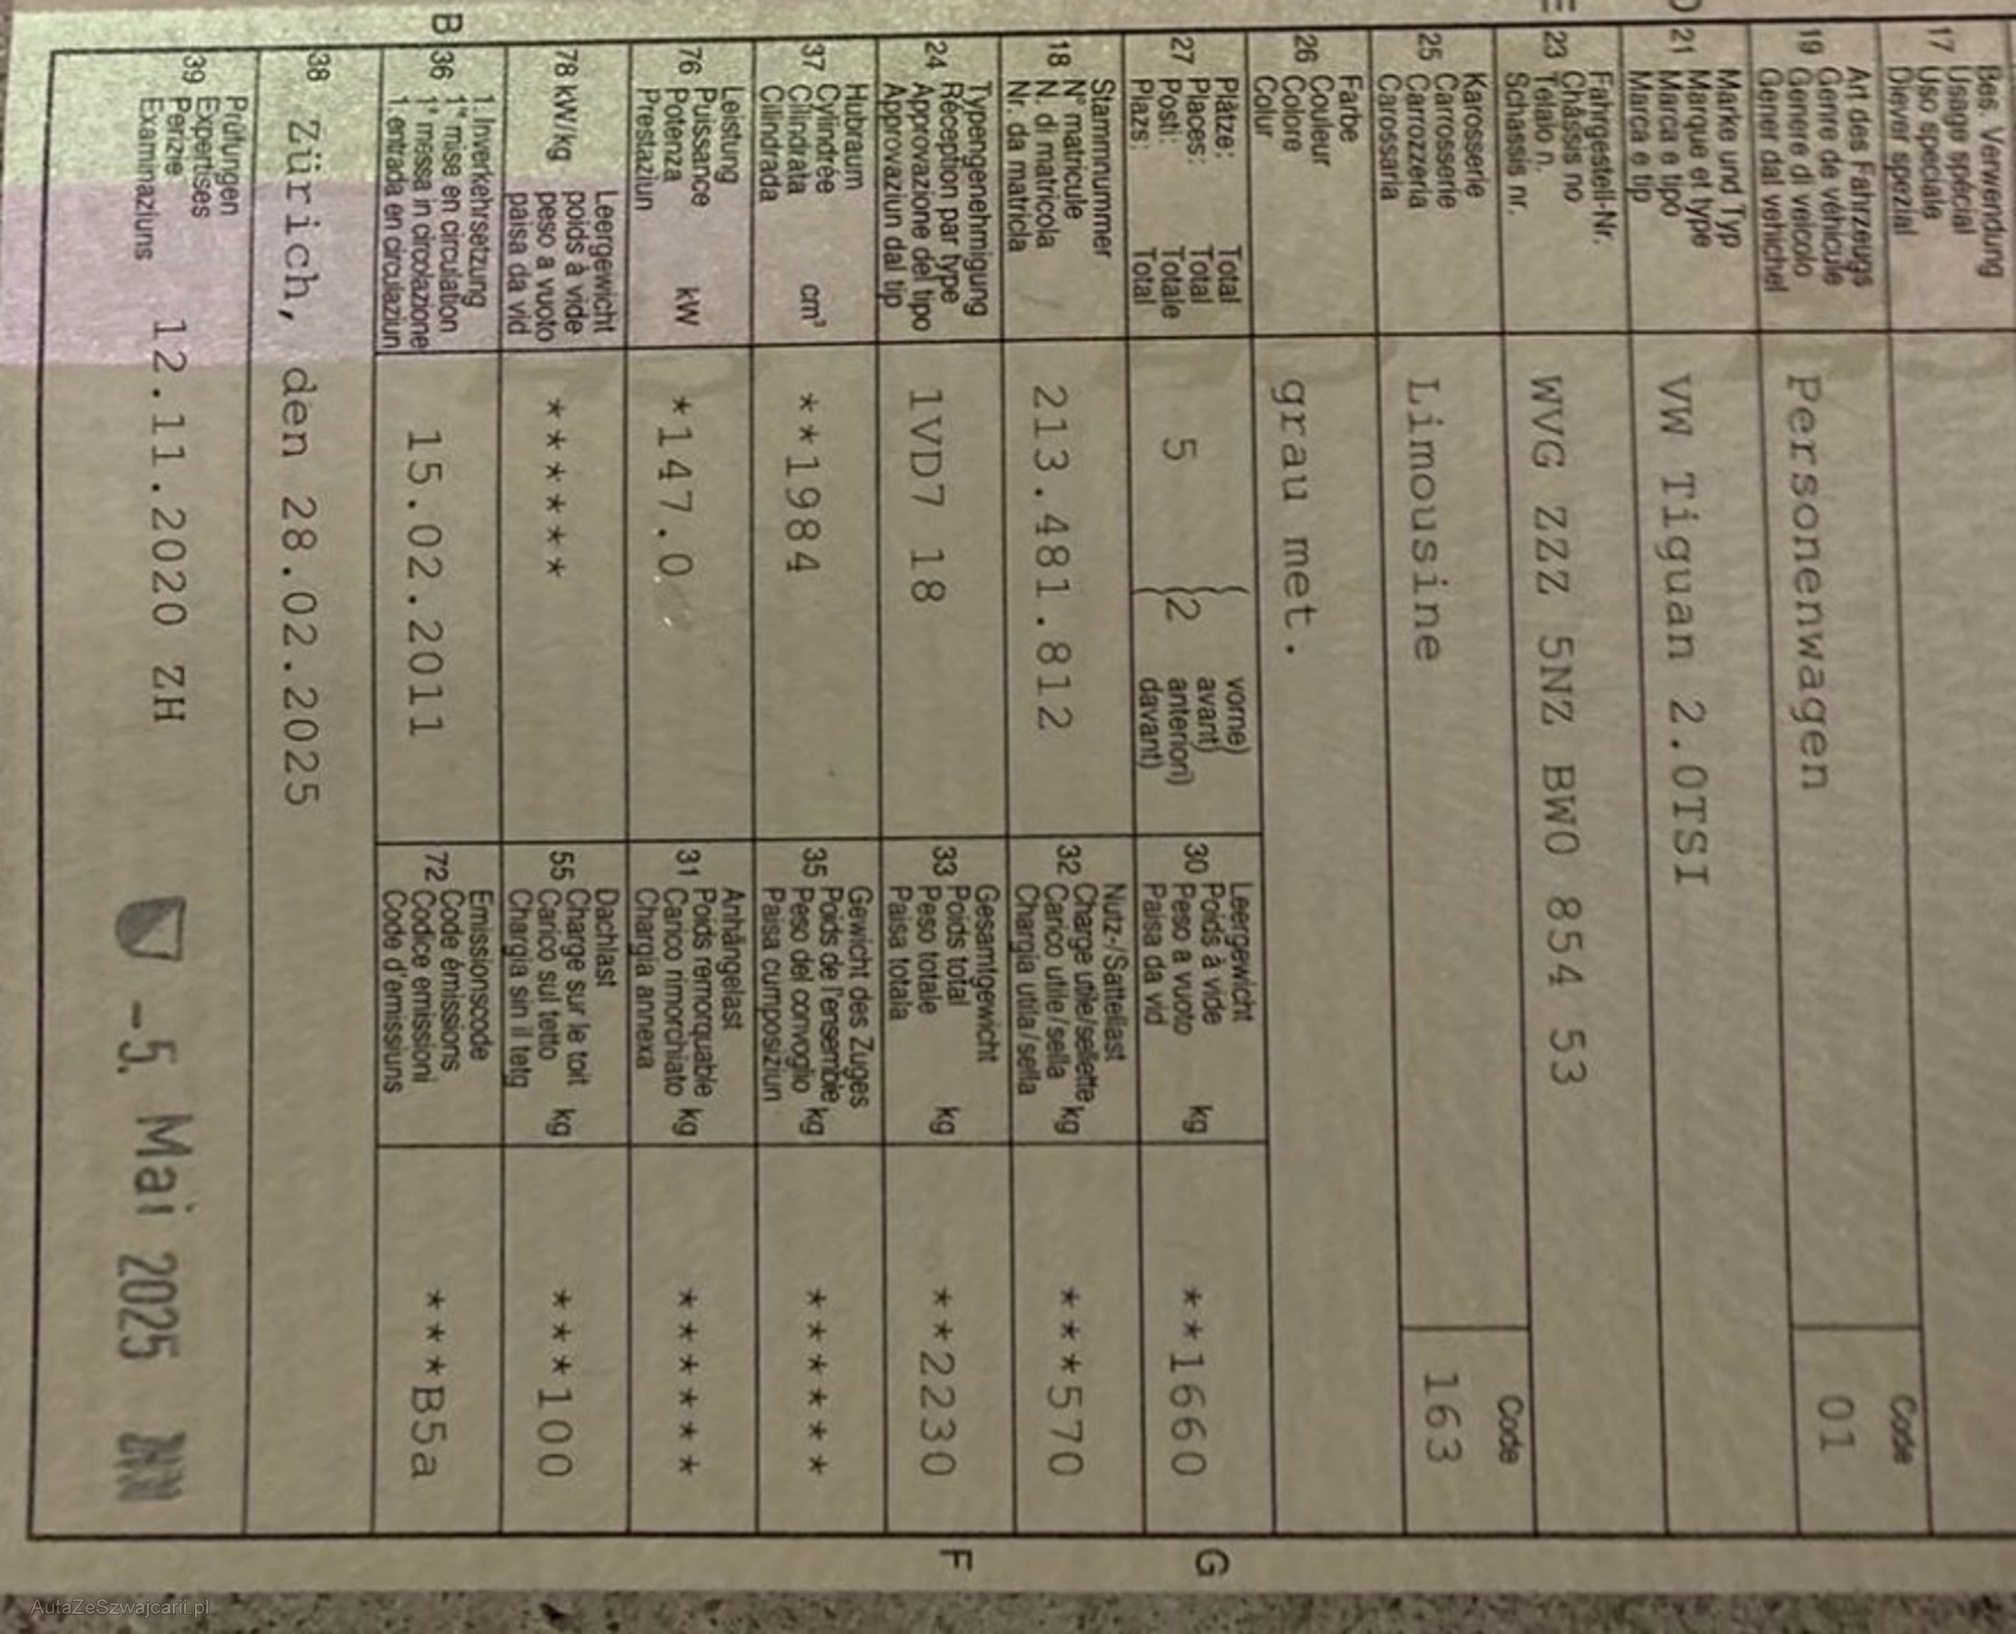 Bes. Verwendung
Usage spécial
17 Uso speciale
Diever spezial
Art des Fahrzeugs
Genre de véhicule
19 Genere di veicolo
Gener dal vehichel
Personenwagen
Code
01
Marke und Typ
Marque et type
21 Marca e tipo
Marca e tip
VW Tiguan 2.0TSI
Fahrgestell-Nr.
Châssis no
23 Telaio n.
Schassis nr.
WVG ZZZ 5NZ BW0 854 53
Karosserie
Carrosserie
25 Carrozzeria
Carossaria
Limousine
Code
163
Farbe
Couleur
26 Colore
Colur
grau met.
Plätze: Total
Places: Total
27 Posti: Totale
Plazs: Total
5 (2 vorne)
avant)
anteriori)
davant)
Leergewicht
Poids à vide
30 Peso a vuoto kg
Paisa da vid
**1660
G
Stammnummer
N° matricule
18 N. di matricola
Nr. da matricla
213.481.812
Nutz-/Sattellast
Charge utile/sellette
32 Carico utile/sella kg
Chargia utila/sella
***570
Typengenehmigung
Réception par type
24 Approvazione del tipo
Approvaziun dal tip
1VD7 18
Gesamtgewicht
Poids total
33 Peso totale kg
Paisa totala
**2230
F
Hubraum
Cylindrée
37 Cilindrata cm³
Cilindrada
**1984
Gewicht des Zuges
Poids de l'ensemble
35 Peso del convoglio kg
Paisa cumposiziun
******
Leistung
Puissance
76 Potenza kW
Prestaziun
*147.0
Anhängelast
Poids remorquable
31 Carico rimorchiato kg
Chargia annexa
******
Leergewicht
poids à vide
78 kW/kg peso a vuoto
paisa da vid
******
Dachlast
Charge sur le toit
55 Carico sul tetto kg
Chargia sin il tetg
***100
B
1. Inverkehrsetzung
1re mise en circulation
36 1a messa in circolazione
1. entrada en circulaziun
15.02.2011
Emissionscode
Code émissions
72 Codice emissioni
Code d'emissiuns
***B5a
38 Zürich, den 28.02.2025
Prüfungen
Expertises
39 Perizie
Examinaziuns
12.11.2020 ZH
-5. Mai 2025
AutaZeSzwajcarii.pl